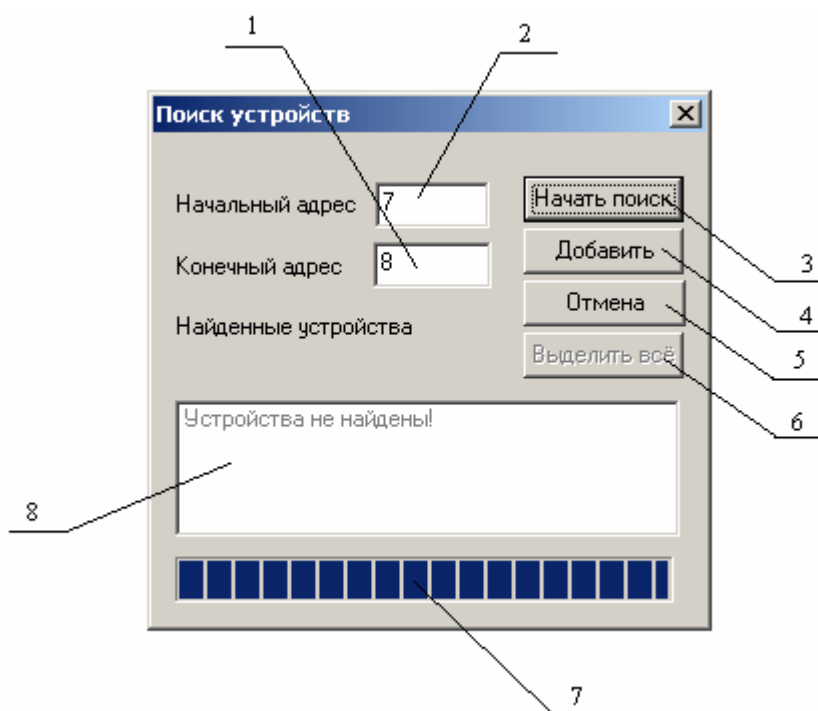 1
2
Поиск устройств
Начальный адрес 7 Начать поиск
Конечный адрес 8 Добавить
3
Отмена
4
Найденные устройства
Выделить всё
5
Устройства не найдены!
6
8
7